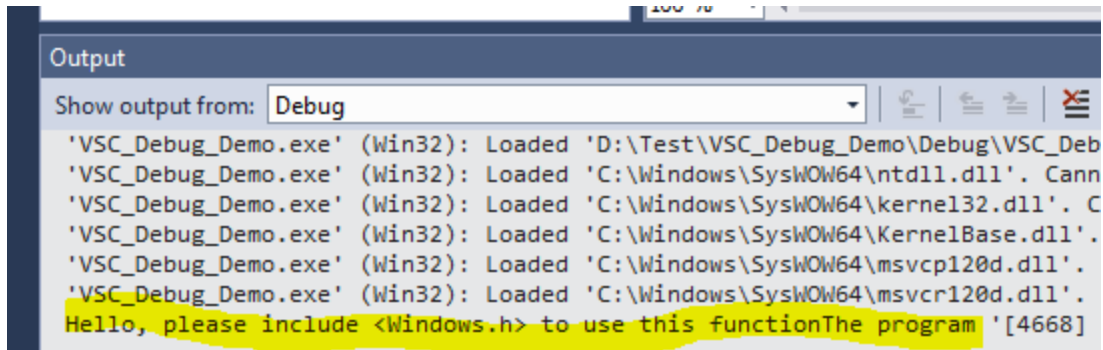 100 %
Output
Show output from: Debug
'VSC_Debug_Demo.exe' (Win32): Loaded 'D:\Test\VSC_Debug_Demo\Debug\VSC_Deb
'VSC_Debug_Demo.exe' (Win32): Loaded 'C:\Windows\SysWOW64\ntdll.dll'. Cann
'VSC_Debug_Demo.exe' (Win32): Loaded 'C:\Windows\SysWOW64\kernel32.dll'. C
'VSC_Debug_Demo.exe' (Win32): Loaded 'C:\Windows\SysWOW64\KernelBase.dll'.
'VSC_Debug_Demo.exe' (Win32): Loaded 'C:\Windows\SysWOW64\msvcp120d.dll'.
'VSC_Debug_Demo.exe' (Win32): Loaded 'C:\Windows\SysWOW64\msvcr120d.dll'.
Hello, please include <Windows.h> to use this functionThe program '[4668]